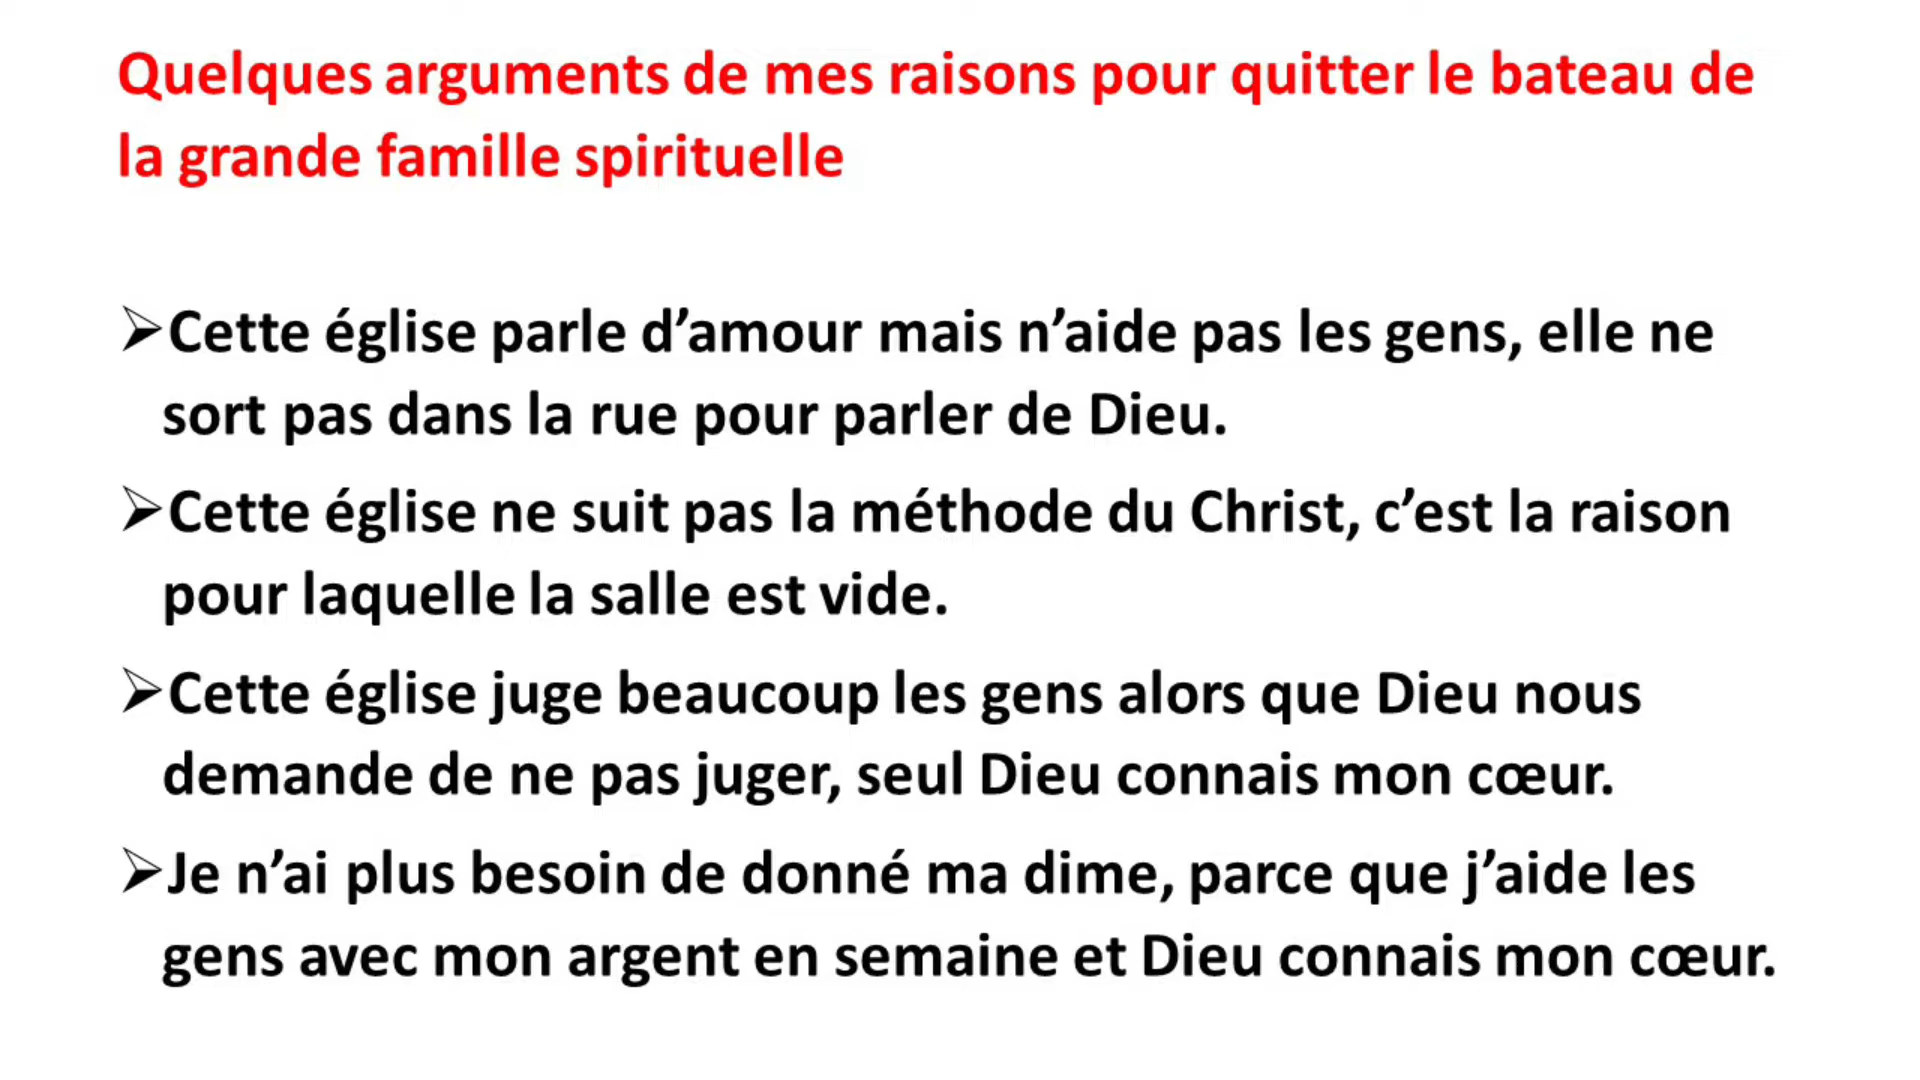 Quelques arguments de mes raisons pour quitter le bateau de
la grande famille spirituelle
➢Cette église parle d’amour mais n’aide pas les gens, elle ne
sort pas dans la rue pour parler de Dieu.
➢Cette église ne suit pas la méthode du Christ, c’est la raison
pour laquelle la salle est vide.
➢Cette église juge beaucoup les gens alors que Dieu nous
demande de ne pas juger, seul Dieu connais mon cœur.
➢Je n’ai plus besoin de donné ma dime, parce que j’aide les
gens avec mon argent en semaine et Dieu connais mon cœur.